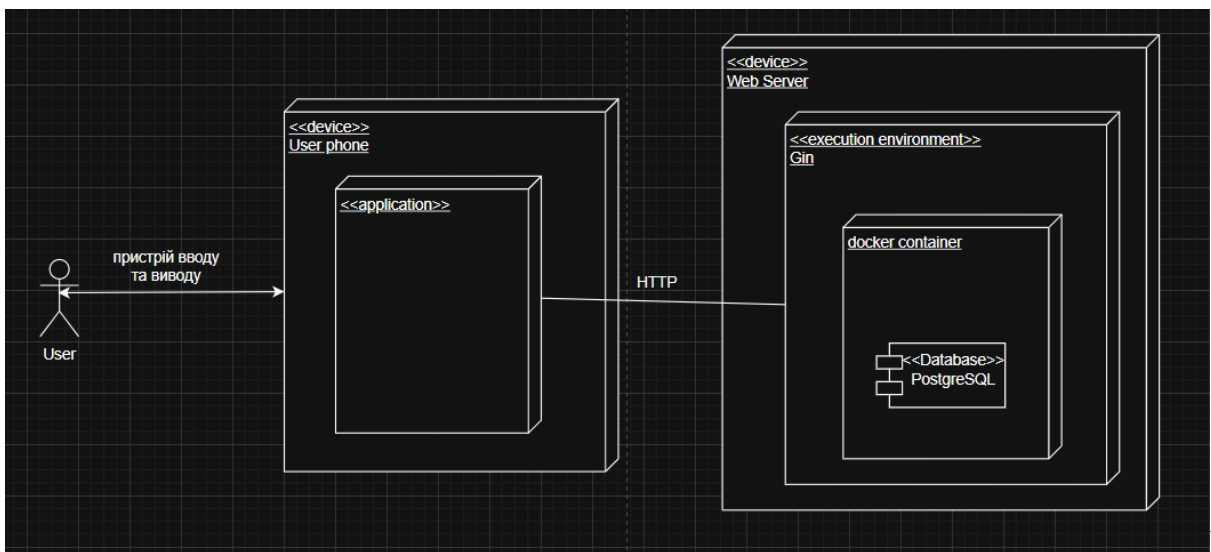 <<device>>
Web Server
<<device>>
User phone
<<execution environment>>
Gin
<<application>>
docker container
пристрій вводу
та виводу
HTTP
User
<<Database>>
PostgreSQL